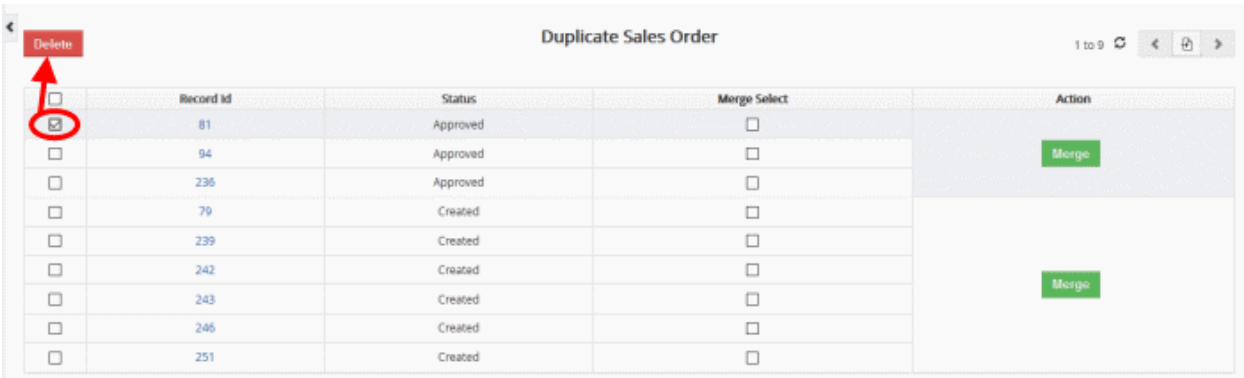 Delete
Duplicate Sales Order
1 to 9
Record Id Status Merge Select Action
81 Approved
94 Approved Merge
236 Approved
79 Created
239 Created
242 Created
243 Created Merge
246 Created
251 Created